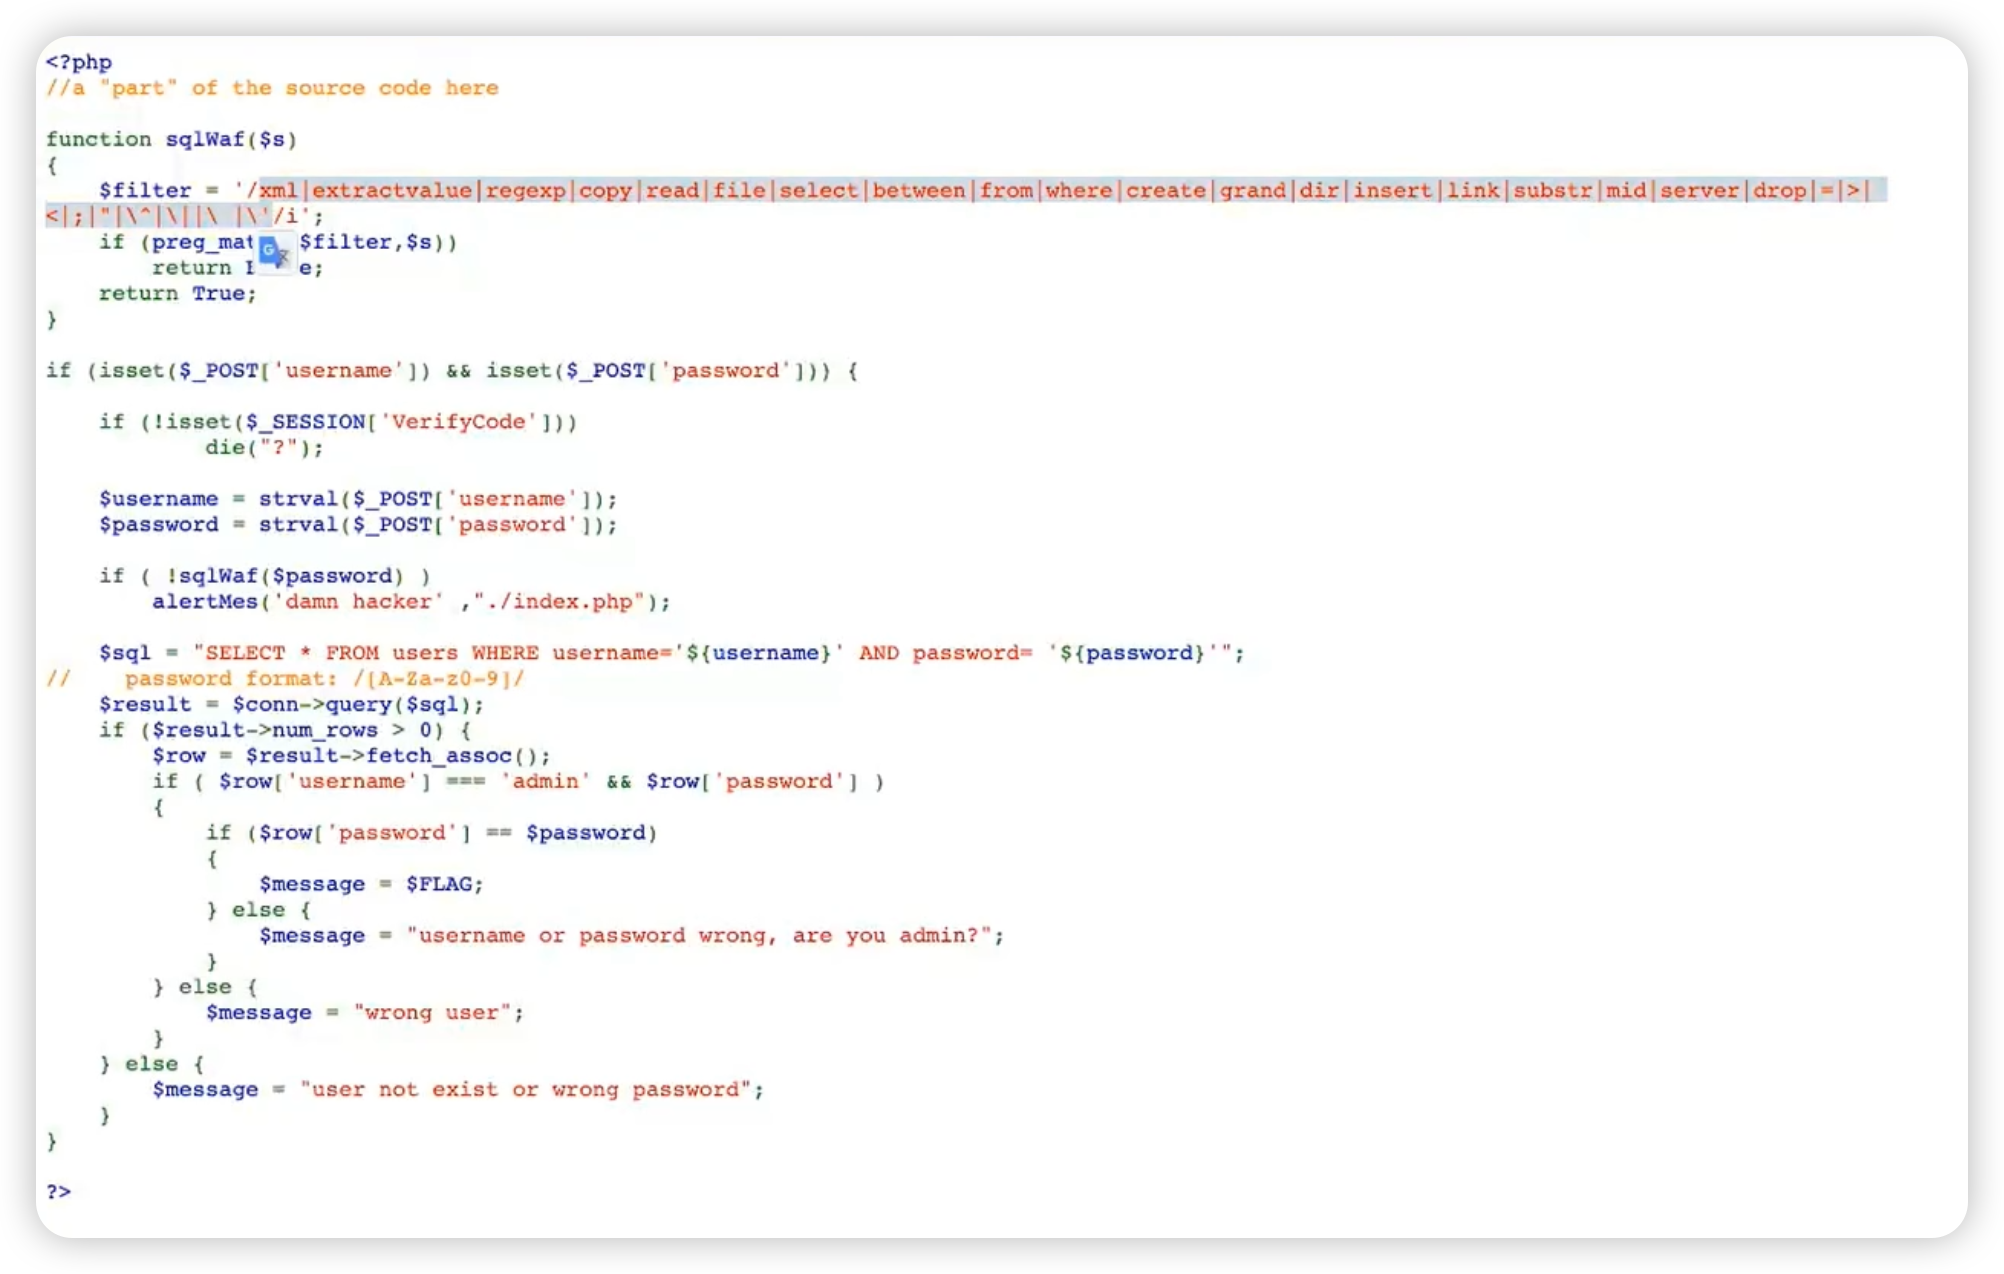 <?php
//a "part" of the source code here
function sqlWaf($s)
{
$filter = '/xml|extractvalue|regexp|copy|read|file|select|between|from|where|create|grand|dir|insert|link|substr|mid|server|drop|=|>|
<|;|"|\^|\||\ |\'/i';
if (preg_mat $filter,$s))
return e;
return True;
}
if (isset($_POST['username']) && isset($_POST['password'])) {
if (!isset($_SESSION['VerifyCode']))
die("?");
$username = strval($_POST['username']);
$password = strval($_POST['password']);
if ( !sqlWaf($password) )
alertMes('damn hacker' ,"./index.php");
$sql = "SELECT * FROM users WHERE username='${username}' AND password= '${password}'";
// password format: /[A-Za-z0-9]/
$result = $conn->query($sql);
if ($result->num_rows > 0) {
$row = $result->fetch_assoc();
if ( $row['username'] === 'admin' && $row['password'] )
{
if ($row['password'] == $password)
{
$message = $FLAG;
} else {
$message = "username or password wrong, are you admin?";
}
} else {
$message = "wrong user";
}
} else {
$message = "user not exist or wrong password";
}
}
?>